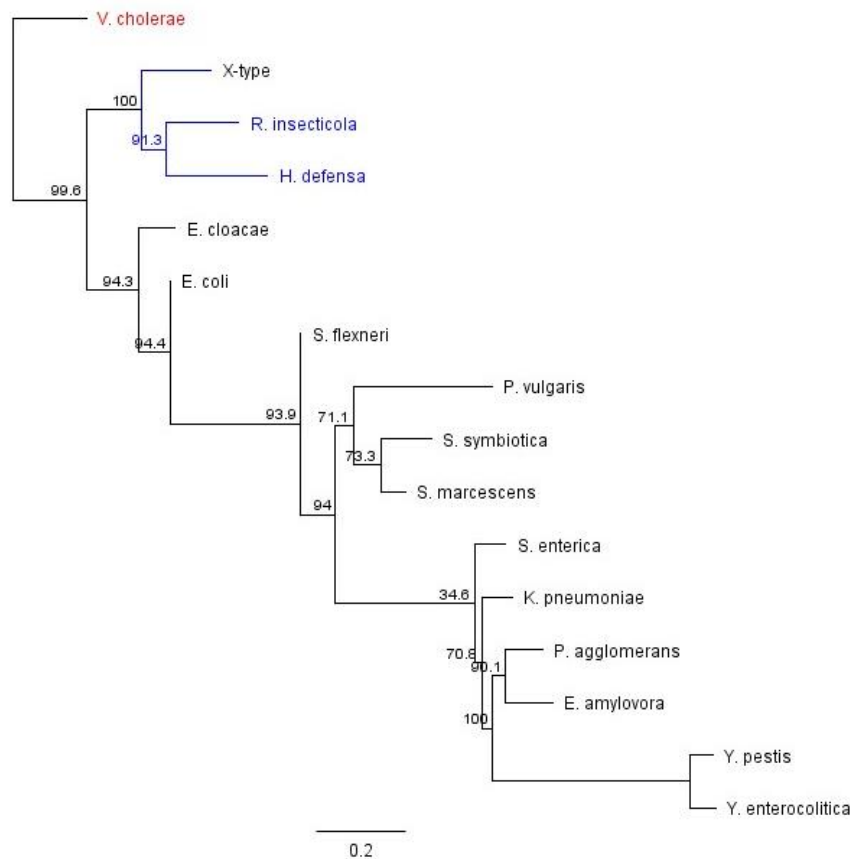 V. cholerae
X-type
100
R. insecticola
91.3
H. defensa
99.6
E. cloacae
94.3
E. coli
94.4
S. flexneri
P. vulgaris
93.9
71.1
S. symbiotica
73.3
S. marcescens
94
S. enterica
34.6
K. pneumoniae
P. agglomerans
70.8
90.1
E. amylovora
100
Y. pestis
Y. enterocolitica
0.2